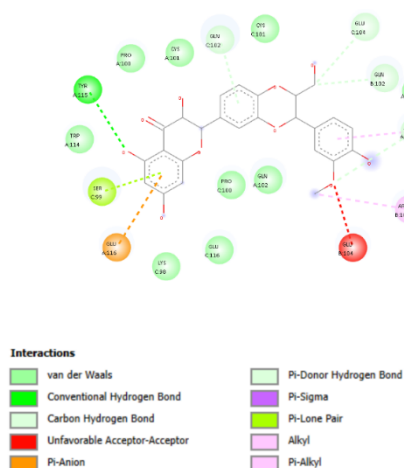 GLU
C:104
CYS
C:101
GLN
C:102
CYS
A:101
PRO
A:100
GLN
B:102
TYR
A:115
TRP
A:114
SER
C:99
PRO
C:100
GLN
A:102
GLU
A:116
GLU
C:116
LYS
C:98
GLU
B:104
Interactions
van der Waals
Conventional Hydrogen Bond
Carbon Hydrogen Bond
Unfavorable Acceptor-Acceptor
Pi-Anion
Pi-Donor Hydrogen Bond
Pi-Sigma
Pi-Lone Pair
Alkyl
Pi-Alkyl